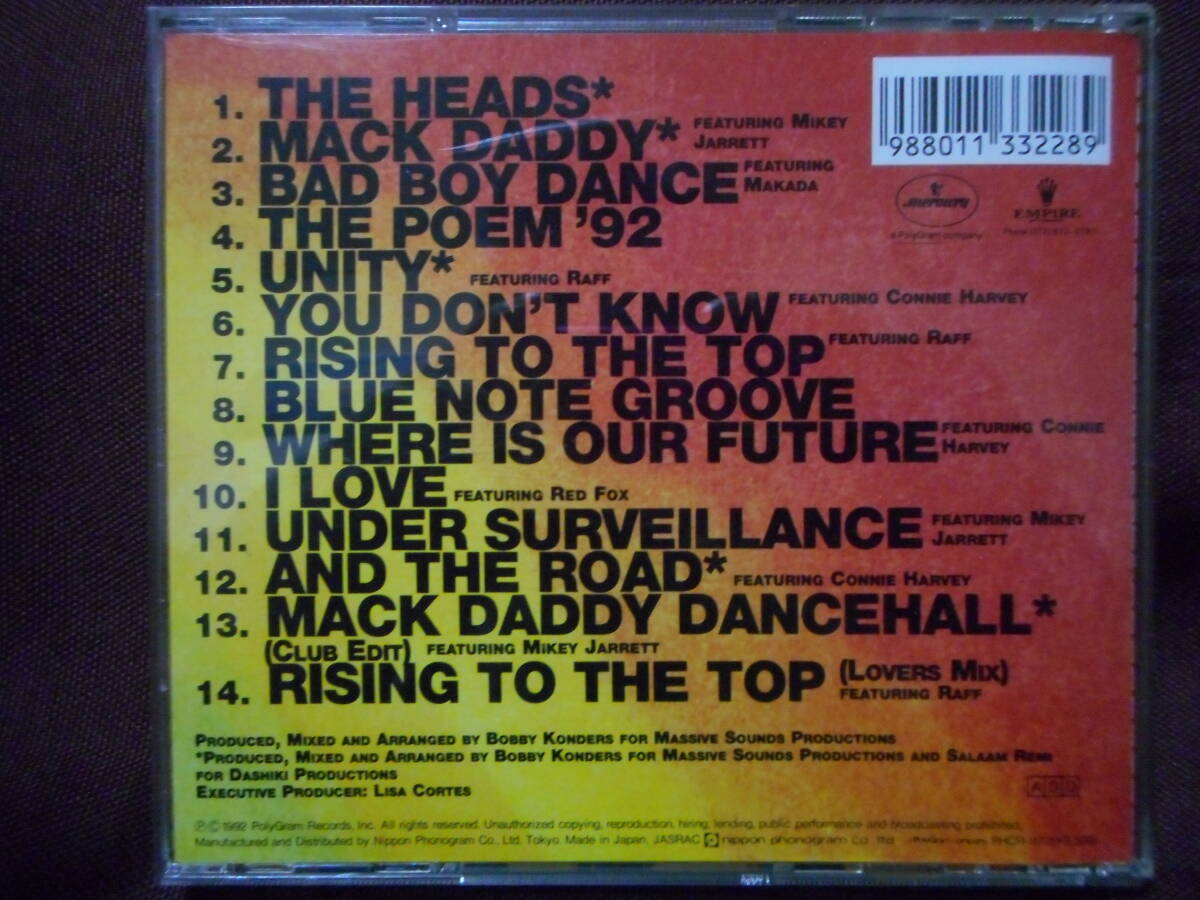 1. THE HEADS*
2. MACK DADDY* FEATURING MIKEY JARRETT
3. BAD BOY DANCE FEATURING MAKADA
4. THE POEM '92
5. UNITY* FEATURING RAFF
6. YOU DON'T KNOW FEATURING CONNIE HARVEY
7. RISING TO THE TOP FEATURING RAFF
8. BLUE NOTE GROOVE
9. WHERE IS OUR FUTURE FEATURING CONNIE HARVEY
10. I LOVE FEATURING RED FOX
11. UNDER SURVEILLANCE FEATURING MIKEY JARRETT
12. AND THE ROAD* FEATURING CONNIE HARVEY
13. MACK DADDY DANCEHALL*
(CLUB EDIT) FEATURING MIKEY JARRETT
14. RISING TO THE TOP (LOVERS MIX) FEATURING RAFF
988011 332289
mercury
a PolyGram company
EMPIRE
PRODUCED, MIXED AND ARRANGED BY BOBBY KONDERS FOR MASSIVE SOUNDS PRODUCTIONS
*PRODUCED, MIXED AND ARRANGED BY BOBBY KONDERS FOR MASSIVE SOUNDS PRODUCTIONS AND SALAAM REMI
FOR DASHIKI PRODUCTIONS
EXECUTIVE PRODUCER: LISA CORTES
ADD
℗© 1992 PolyGram Records, Inc. All rights reserved. Unauthorized copying, reproduction, hiring, lending, public performance and broadcasting prohibited.
Manufactured and Distributed by Nippon Phonogram Co., Ltd. Tokyo. Made in Japan. JASRAC nippon phonogram co. ltd.